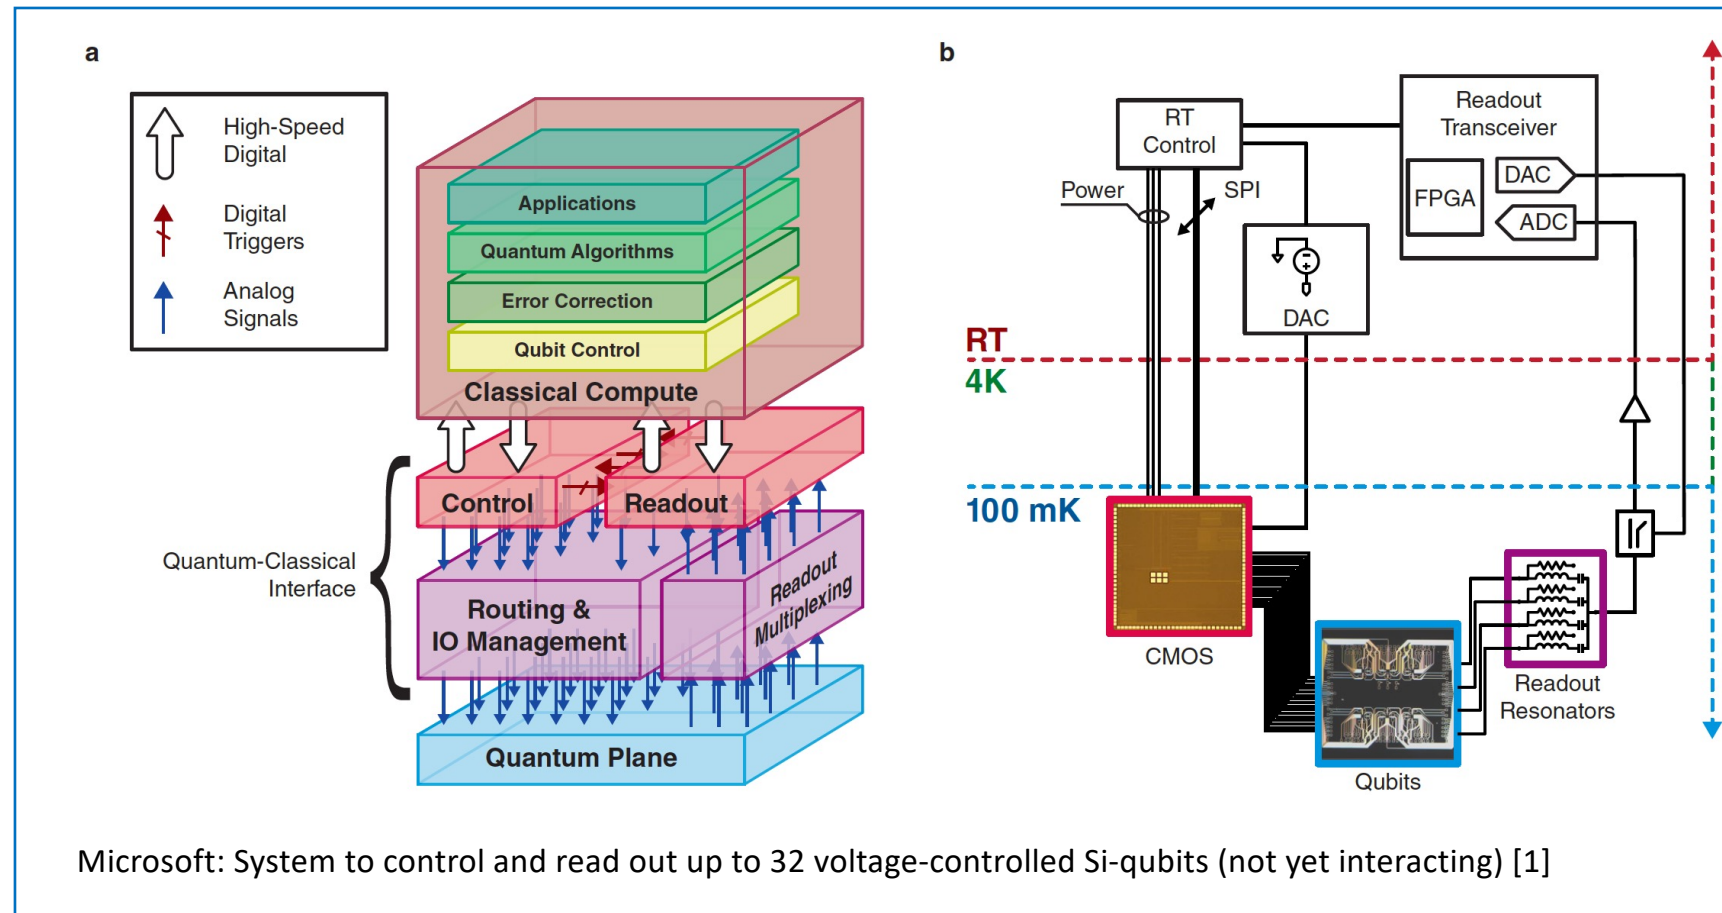 a
High-Speed
Digital
Digital
Triggers
Analog
Signals
Applications
Quantum Algorithms
Error Correction
Qubit Control
Classical Compute
Control
Readout
Quantum-Classical
Interface
Routing &
IO Management
Readout
Multiplexing
Quantum Plane
b
RT
Control
Readout
Transceiver
FPGA
DAC
ADC
Power
SPI
DAC
RT
4K
100 mK
CMOS
Readout
Resonators
Qubits
Microsoft: System to control and read out up to 32 voltage-controlled Si-qubits (not yet interacting) [1]